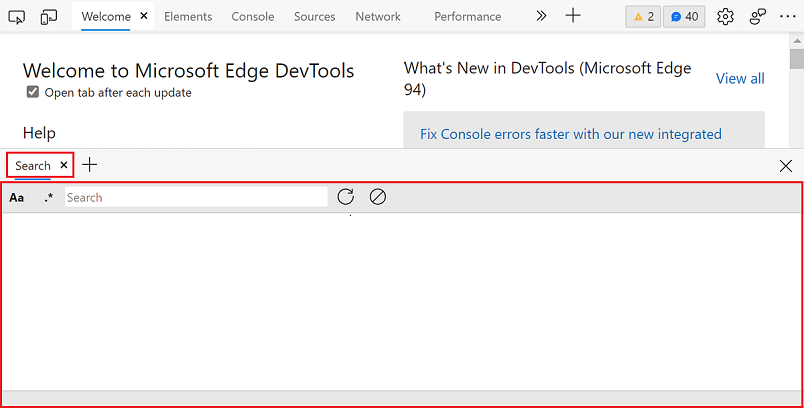 Welcome × Elements Console Sources Network Performance » + 2 40 ···
Welcome to Microsoft Edge DevTools
Open tab after each update
Help
What's New in DevTools (Microsoft Edge
94)
View all
Fix Console errors faster with our new integrated
Search × +
Aa .* Search